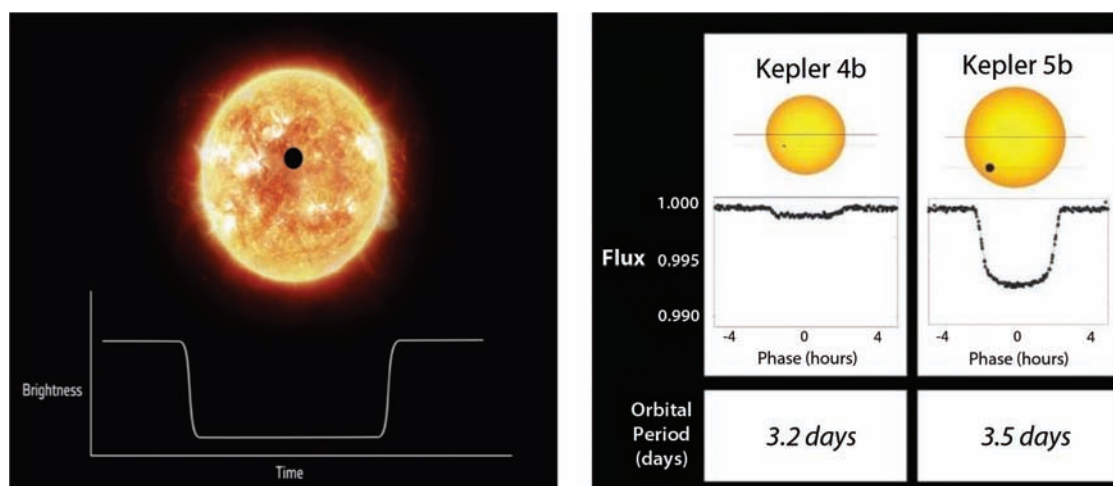 Brightness
Time
Kepler 4b
Kepler 5b
1.000
Flux 0.995
0.990
-4 0 4
Phase (hours)
-4 0 4
Phase (hours)
Orbital
Period
(days)
3.2 days
3.5 days